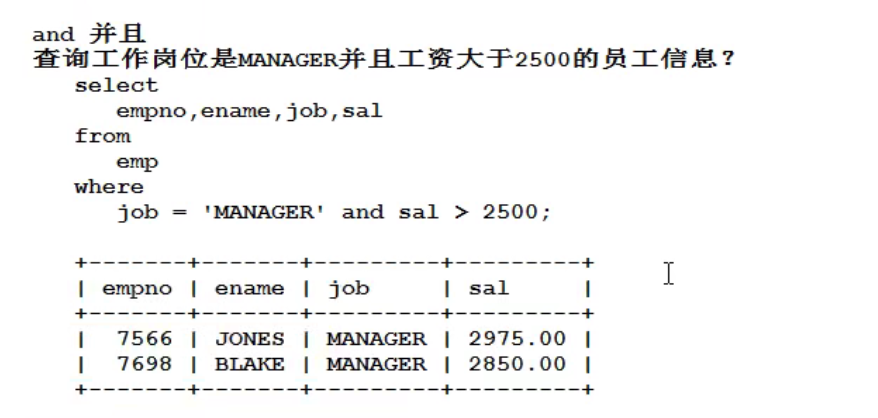 and 并且
查询工作岗位是MANAGER并且工资大于2500的员工信息？
select
empno,ename,job,sal
from
emp
where
job = 'MANAGER' and sal > 2500;
+-------+-------+---------+---------+
| empno | ename | job     | sal     |
+-------+-------+---------+---------+
|  7566 | JONES | MANAGER | 2975.00 |
|  7698 | BLAKE | MANAGER | 2850.00 |
+-------+-------+---------+---------+